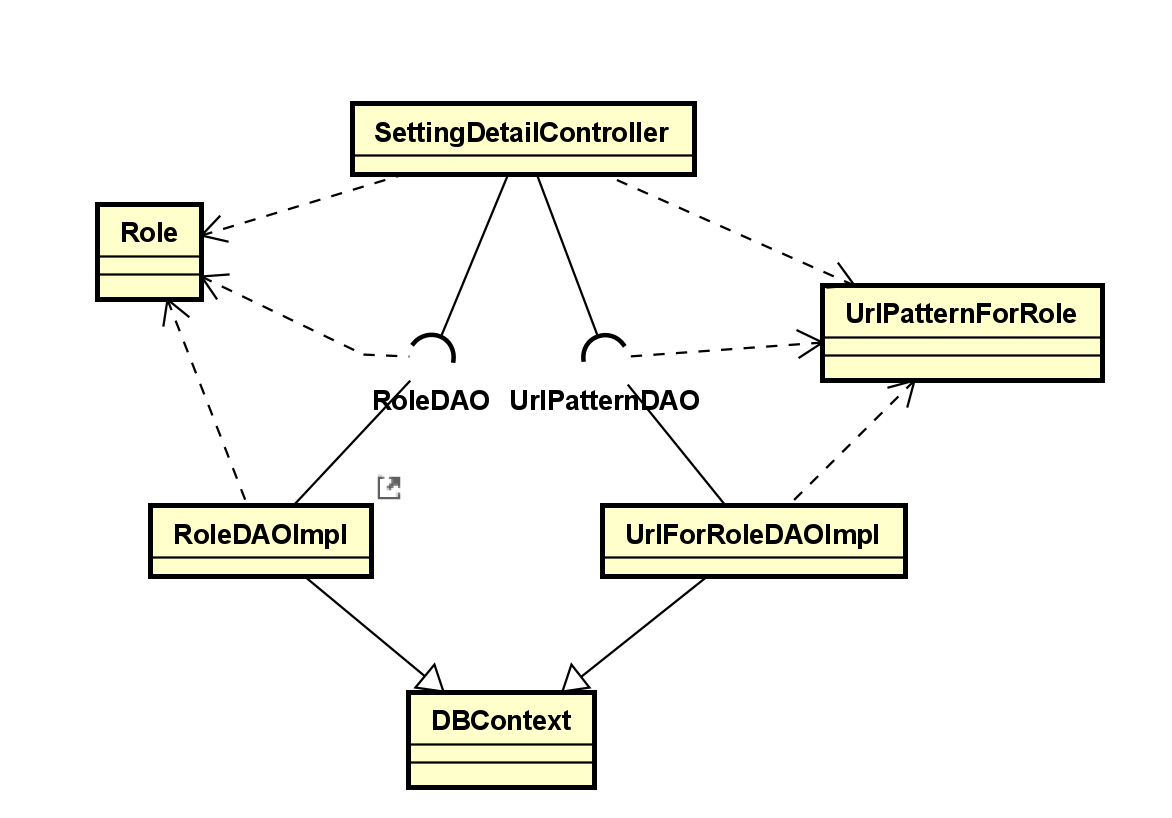 SettingDetailController
Role
UrlPatternForRole
RoleDAO
UrlPatternDAO
RoleDAOImpl
UrlForRoleDAOImpl
DBContext